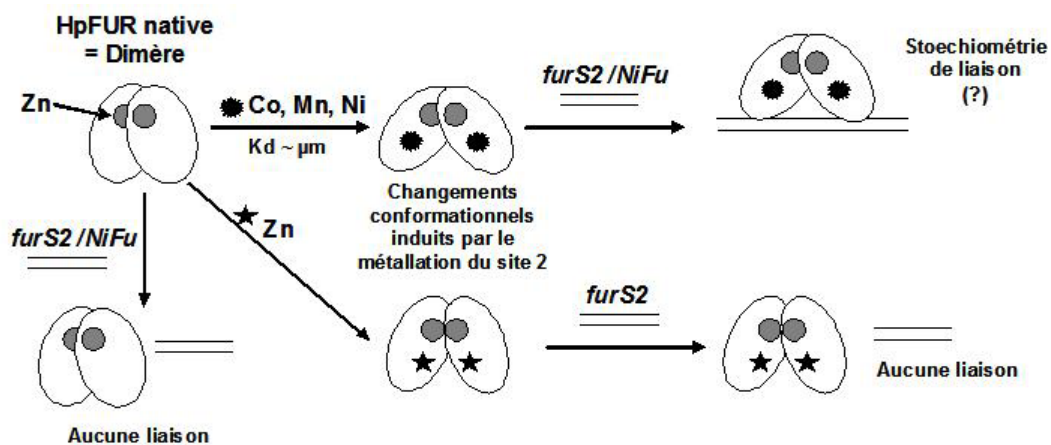 HpFUR native
= Dimère
Zn
Co, Mn, Ni
Kd ~ µm
furS2 /NiFu
Stoechiométrie
de liaison
(?)
Changements
conformationnels
induits par le
métallation du site 2
Zn
furS2 /NiFu
furS2
Aucune liaison
Aucune liaison